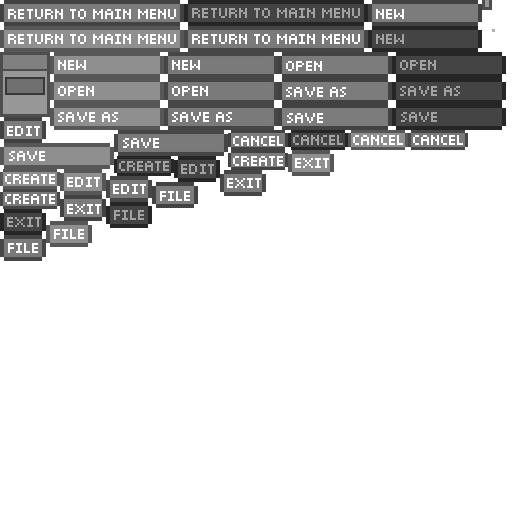 RETURN TO MAIN MENU RETURN TO MAIN MENU NEW
RETURN TO MAIN MENU RETURN TO MAIN MENU NEW
NEW NEW OPEN OPEN
OPEN OPEN SAVE AS SAVE AS
SAVE AS SAVE AS SAVE SAVE
EDIT SAVE CANCEL CANCEL CANCEL CANCEL
SAVE CREATE EDIT CREATE EXIT
CREATE EDIT EDIT FILE EXIT
CREATE EXIT FILE
EXIT FILE
FILE